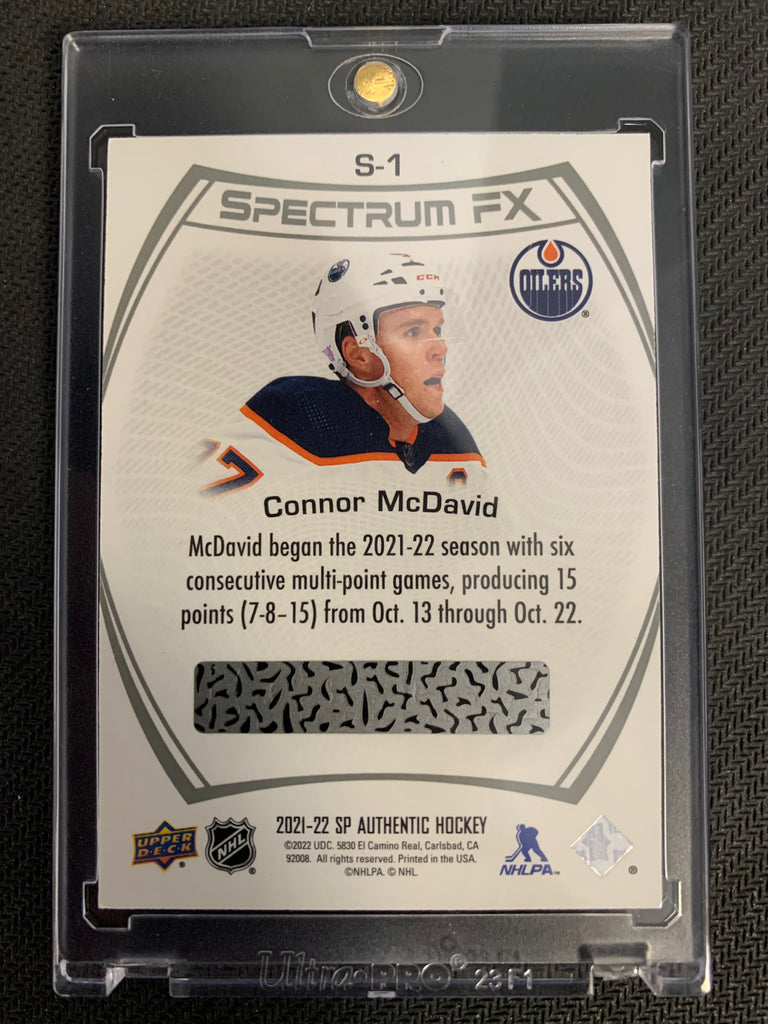 S-1
SPECTRUM FX
OILERS
®
CCM
7
Connor McDavid
McDavid began the 2021-22 season with six
consecutive multi-point games, producing 15
points (7-8–15) from Oct. 13 through Oct. 22.
2021-22 SP AUTHENTIC HOCKEY
©2022 UDC. 5830 El Camino Real, Carlsbad, CA
92008. All rights reserved. Printed in the USA.
©NHLPA. © NHL.
UPPER
D·E·C·K
®
NHL
®
NHLPA™
®
Ultra·PRO®